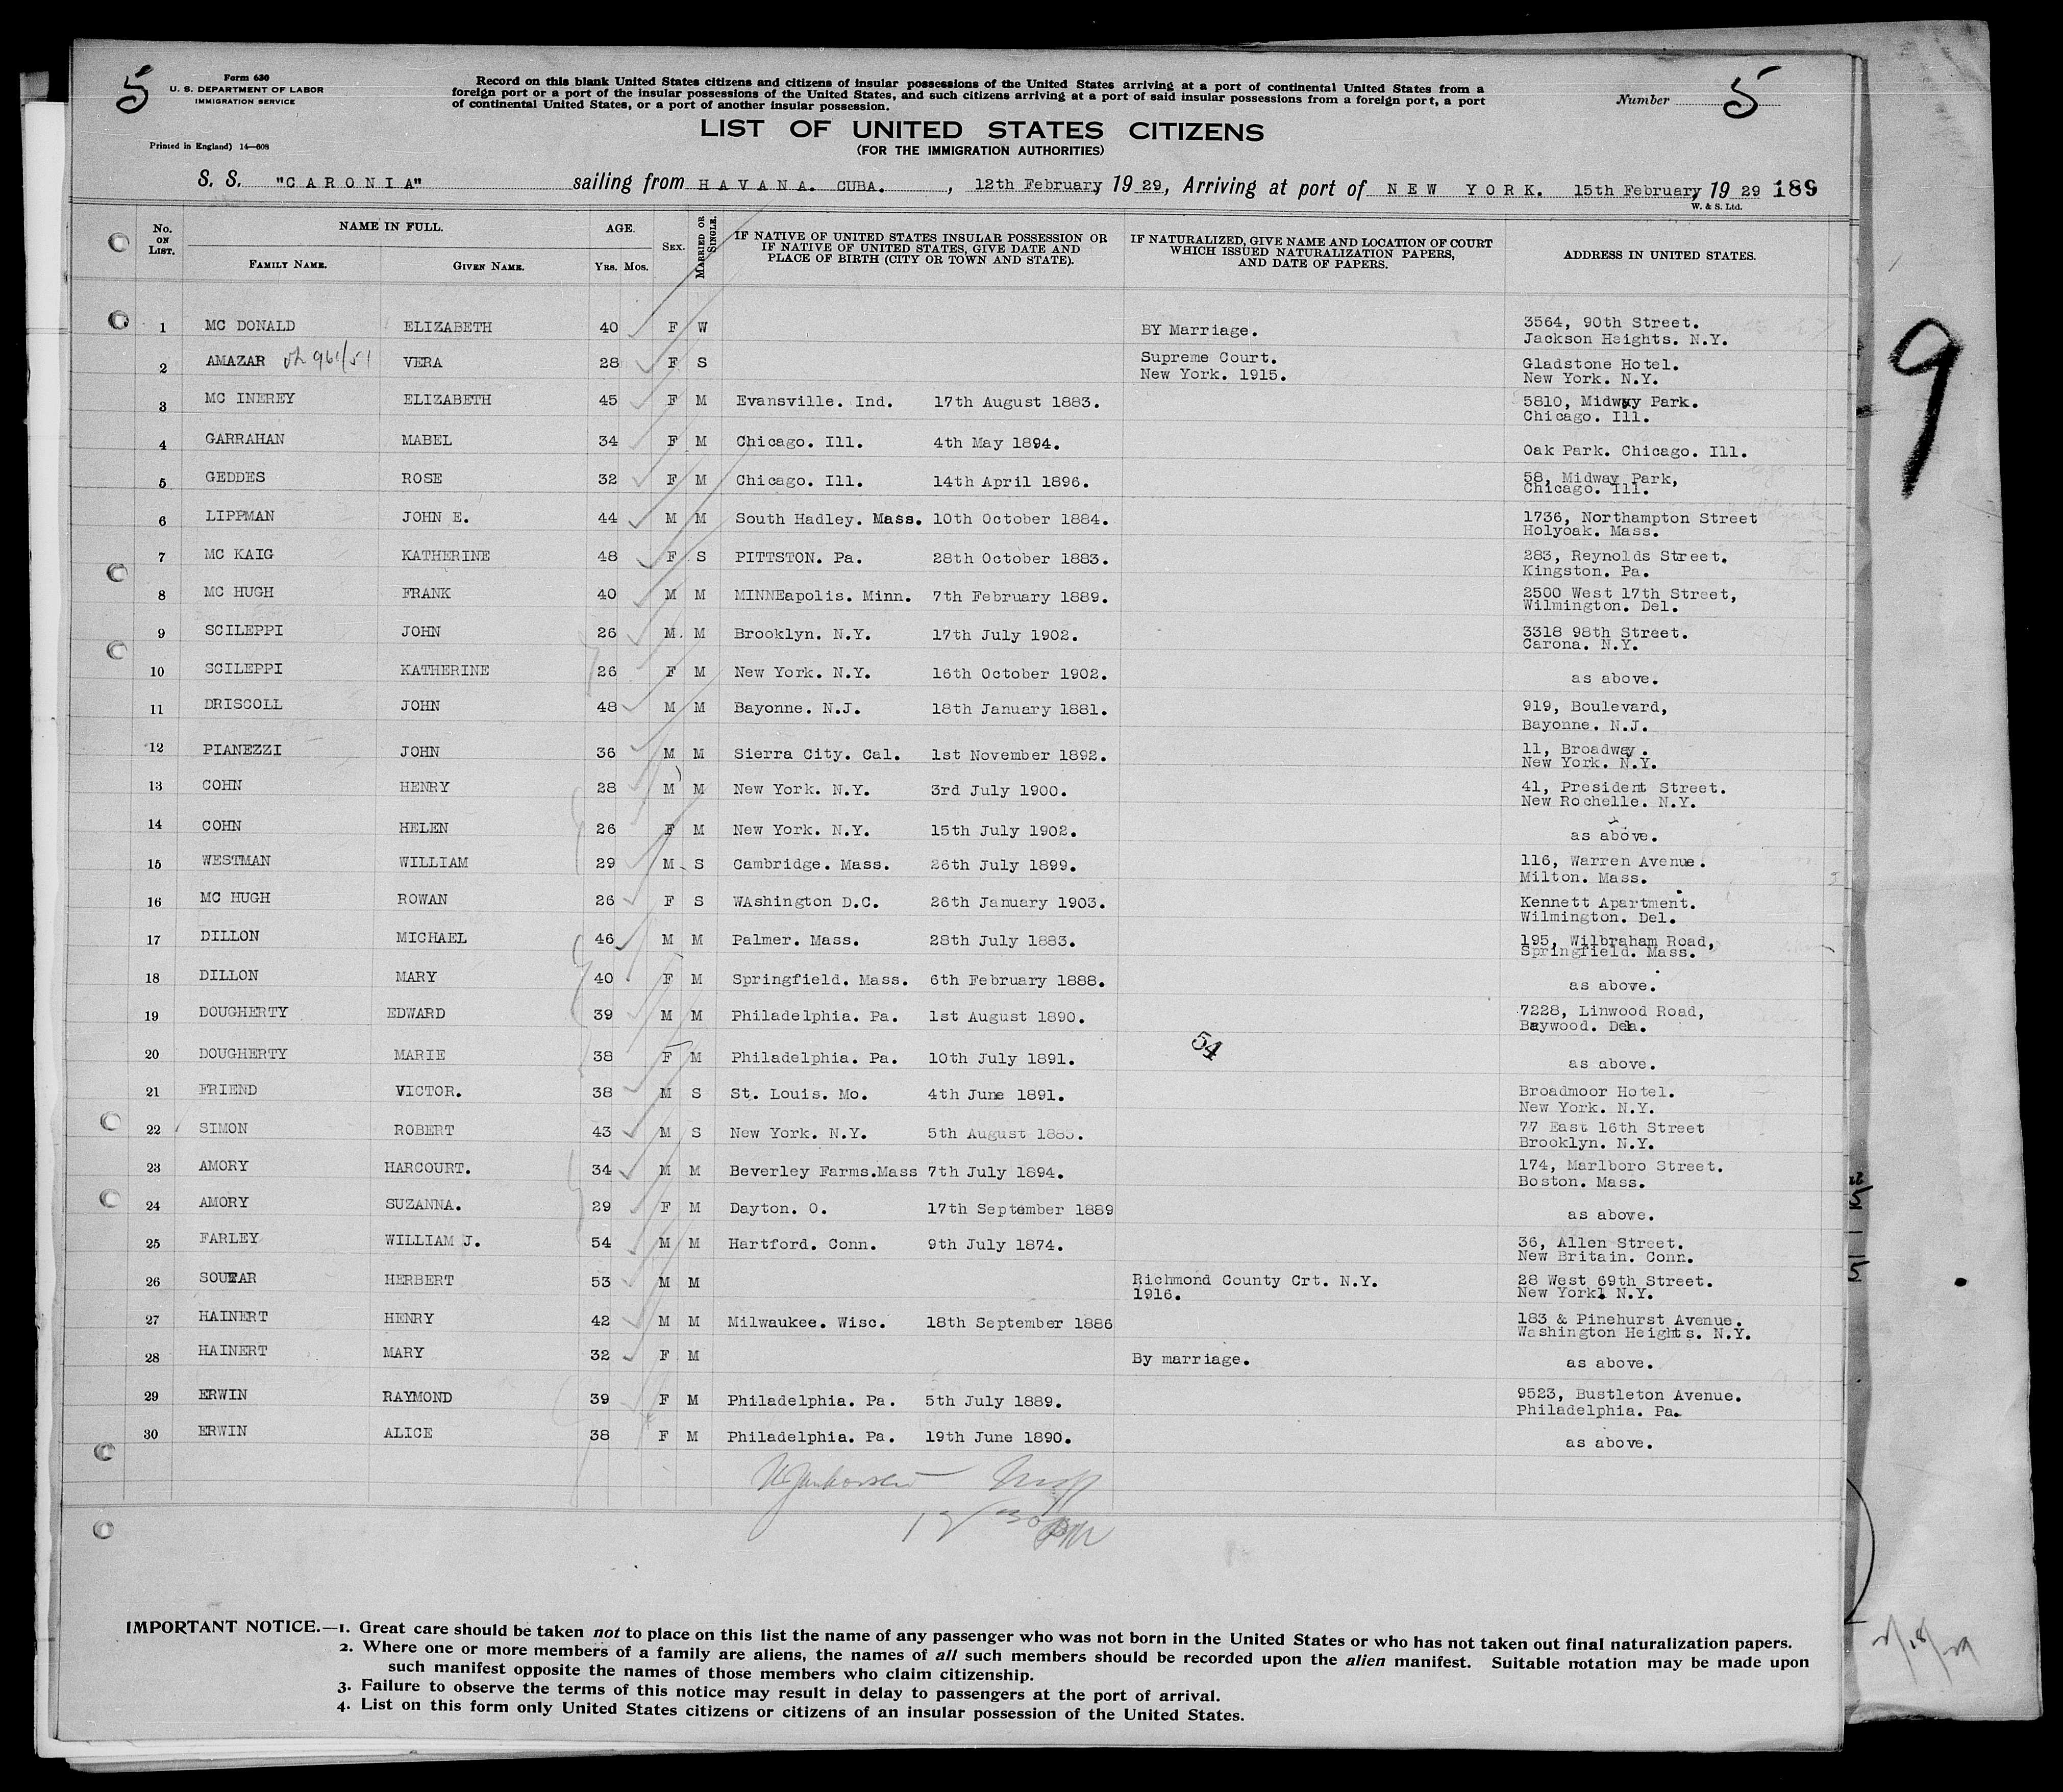 5
Form 630
U. S. DEPARTMENT OF LABOR
IMMIGRATION SERVICE
Printed in England) 14—608
Record on this blank United States citizens and citizens of insular possessions of the United States arriving at a port of continental United States from a
foreign port or a port of the insular possessions of the United States, and such citizens arriving at a port of said insular possessions from a foreign port, a port
of continental United States, or a port of another insular possession.
Number 5
LIST OF UNITED STATES CITIZENS
(FOR THE IMMIGRATION AUTHORITIES)
S. S. "CARONIA" sailing from HAVANA. CUBA. , 12th February, 19 29, Arriving at port of NEW YORK. 15th February, 19 29 189
W. & S. Ltd.
No. ON LIST. NAME IN FULL. FAMILY NAME. GIVEN NAME. AGE. YRS. MOS. SEX. MARRIED OR SINGLE. IF NATIVE OF UNITED STATES INSULAR POSSESSION OR IF NATIVE OF UNITED STATES, GIVE DATE AND PLACE OF BIRTH (CITY OR TOWN AND STATE). IF NATURALIZED, GIVE NAME AND LOCATION OF COURT WHICH ISSUED NATURALIZATION PAPERS, AND DATE OF PAPERS. ADDRESS IN UNITED STATES.
1 MC DONALD ELIZABETH 40 F W BY Marriage. 3564, 90th Street. Jackson Heights. N.Y.
2 AMAZAR VERA 28 F S Supreme Court. New York. 1915. Gladstone Hotel. New York. N.Y.
3 MC INEREY ELIZABETH 45 F M Evansville. Ind. 17th August 1883. 5810, Midway Park. Chicago. Ill.
4 GARRAHAN MABEL 34 F M Chicago. Ill. 4th May 1894. Oak Park. Chicago. Ill.
5 GEDDES ROSE 32 F M Chicago. Ill. 14th April 1896. 58, Midway Park, Chicago. Ill.
6 LIPPMAN JOHN E. 44 M M South Hadley. Mass. 10th October 1884. 1736, Northampton Street Holyoak. Mass.
7 MC KAIG KATHERINE 48 F S PITTSTON. Pa. 28th October 1883. 283, Reynolds Street. Kingston. Pa.
8 MC HUGH FRANK 40 M M MINNEapolis. Minn. 7th February 1889. 2500 West 17th Street, Wilmington. Del.
9 SCILEPPI JOHN 26 M. M Brooklyn. N.Y. 17th July 1902. 3318 98th Street. Carona. N.Y.
10 SCILEPPI KATHERINE 26 F M New York. N.Y. 16th October 1902. as above.
11 DRISCOLL JOHN 48 M M Bayonne. N.J. 18th January 1881. 919, Boulevard, Bayonne. N.J.
12 PIANEZZI JOHN 36 M M Sierra City. Cal. 1st November 1892. 11, Broadway. New York. N.Y.
13 COHN HENRY 28 M M New York. N.Y. 3rd July 1900. 41, President Street. New Rochelle. N.Y.
14 COHN HELEN 26 F M New York. N.Y. 15th July 1902. as above.
15 WESTMAN WILLIAM 29 M S Cambridge. Mass. 26th July 1899. 116, Warren Avenue. Milton. Mass.
16 MC HUGH ROWAN 26 F S WAshington D.C. 26th January 1903. Kennett Apartment. Wilmington. Del.
17 DILLON MICHAEL 46 M M Palmer. Mass. 28th July 1883. 195, Wilbraham Road, Springfield. Mass.
18 DILLON MARY 40 F M Springfield. Mass. 6th February 1888. as above.
19 DOUGHERTY EDWARD 39 M M Philadelphia. Pa. 1st August 1890. 7228, Linwood Road, Baywood. Dela.
54
20 DOUGHERTY MARIE 38 F M Philadelphia. Pa. 10th July 1891. as above.
21 FRIEND VICTOR. 38 M S St. Louis. Mo. 4th June 1891. Broadmoor Hotel. New York. N.Y.
22 SIMON ROBERT 43 M S New York. N.Y. 5th August 1885. 77 East 16th Street Brooklyn. N.Y.
23 AMORY HARCOURT. 34 M M Beverley Farms.Mass 7th July 1894. 174, Marlboro Street. Boston. Mass.
24 AMORY SUZANNA. 29 F M Dayton. O. 17th September 1889 as above.
25 FARLEY WILLIAM J. 54 M M Hartford. Conn. 9th July 1874. 36, Allen Street. New Britain. Conn.
26 SOUTAR HERBERT 53 M M Richmond County Crt. N.Y. 1916. 28 West 69th Street. New York. N.Y.
27 HAINERT HENRY 42 M M Milwaukee. Wisc. 18th September 1886 183 & Pinehurst Avenue. Washington Heights. N.Y.
28 HAINERT MARY 32 F M By marriage. as above.
29 ERWIN RAYMOND 39 F M Philadelphia. Pa. 5th July 1889. 9523, Bustleton Avenue. Philadelphia. Pa.
30 ERWIN ALICE 38 F M Philadelphia. Pa. 19th June 1890. as above.
IMPORTANT NOTICE.—1. Great care should be taken not to place on this list the name of any passenger who was not born in the United States or who has not taken out final naturalization papers.
2. Where one or more members of a family are aliens, the names of all such members should be recorded upon the alien manifest. Suitable notation may be made upon
such manifest opposite the names of those members who claim citizenship.
3. Failure to observe the terms of this notice may result in delay to passengers at the port of arrival.
4. List on this form only United States citizens or citizens of an insular possession of the United States.
9